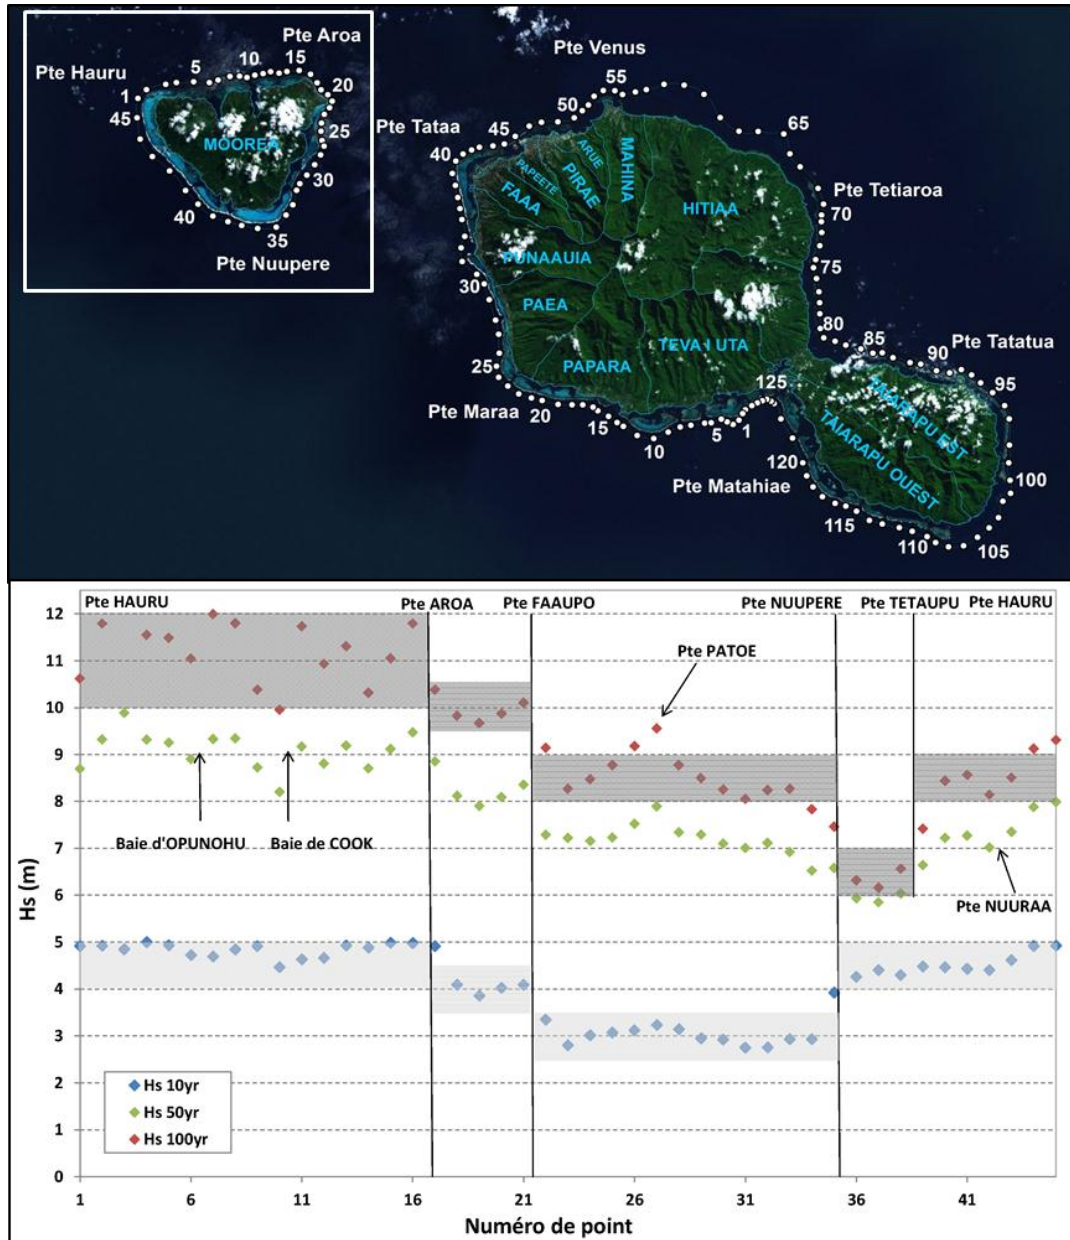 Pte Aroa
Pte Hauru
1
5
10
15
20
25
30
35
40
45
MOOREA
Pte Nuupere
Pte Venus
Pte Tataa
40
45
50
55
65
ARUE
MAHINA
PAPEETE
PIRAE
FAAA
HITIAA
Pte Tetiaroa
70
PUNAAUIA
75
30
PAEA
80
TEVA I UTA
85
90
Pte Tatatua
PAPARA
25
95
125
TAIARAPU EST
Pte Maraa
20
15
10
5
1
TAIARAPU OUEST
120
100
Pte Matahiae
115
110
105
Pte HAURU
Pte AROA
Pte FAAUPO
Pte NUUPERE
Pte TETAUPU
Pte HAURU
12
11
10
9
8
7
6
5
4
3
2
1
0
Hs (m)
Pte PATOE
Baie d'OPUNOHU
Baie de COOK
Pte NUURAA
Hs 10yr
Hs 50yr
Hs 100yr
1 6 11 16 21 26 31 36 41
Numéro de point